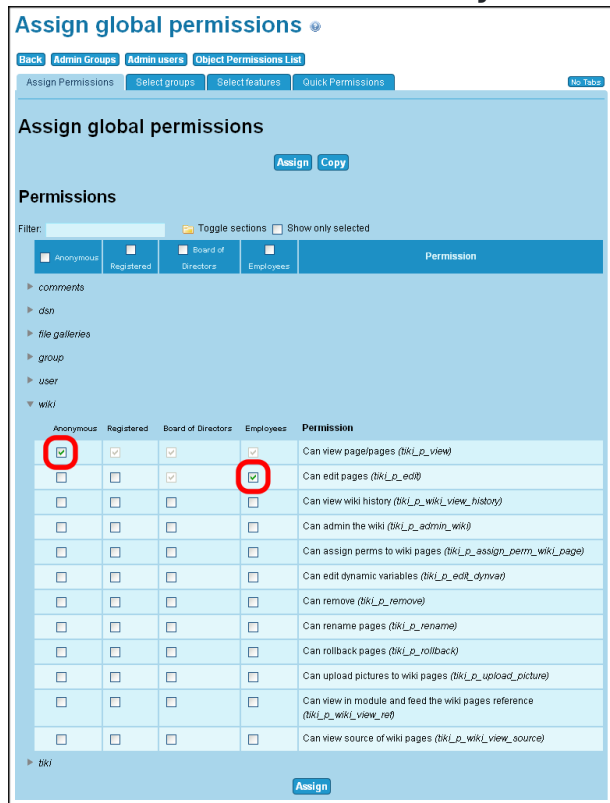 Assign global permissions
Back Admin Groups Admin users Object Permissions List
Assign Permissions Select groups Select features Quick Permissions No Tabs
Assign global permissions
Assign Copy
Permissions
Filter: Toggle sections Show only selected
Anonymous Registered Board of Directors Employees Permission
comments
dsn
file galleries
group
user
wiki
Anonymous Registered Board of Directors Employees Permission
Can view page/pages (tiki_p_view)
Can edit pages (tiki_p_edit)
Can view wiki history (tiki_p_wiki_view_history)
Can admin the wiki (tiki_p_admin_wiki)
Can assign perms to wiki pages (tiki_p_assign_perm_wiki_page)
Can edit dynamic variables (tiki_p_edit_dynvar)
Can remove (tiki_p_remove)
Can rename pages (tiki_p_rename)
Can rollback pages (tiki_p_rollback)
Can upload pictures to wiki pages (tiki_p_upload_picture)
Can view in module and feed the wiki pages reference
(tiki_p_wiki_view_ref)
Can view source of wiki pages (tiki_p_wiki_view_source)
tiki
Assign